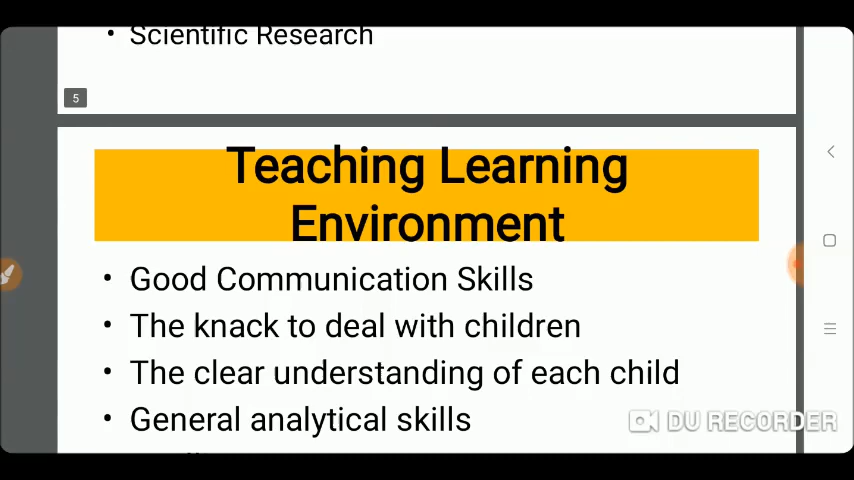 • Scientific Research
5
Teaching Learning
Environment
• Good Communication Skills
• The knack to deal with children
• The clear understanding of each child
• General analytical skills
DU RECORDER